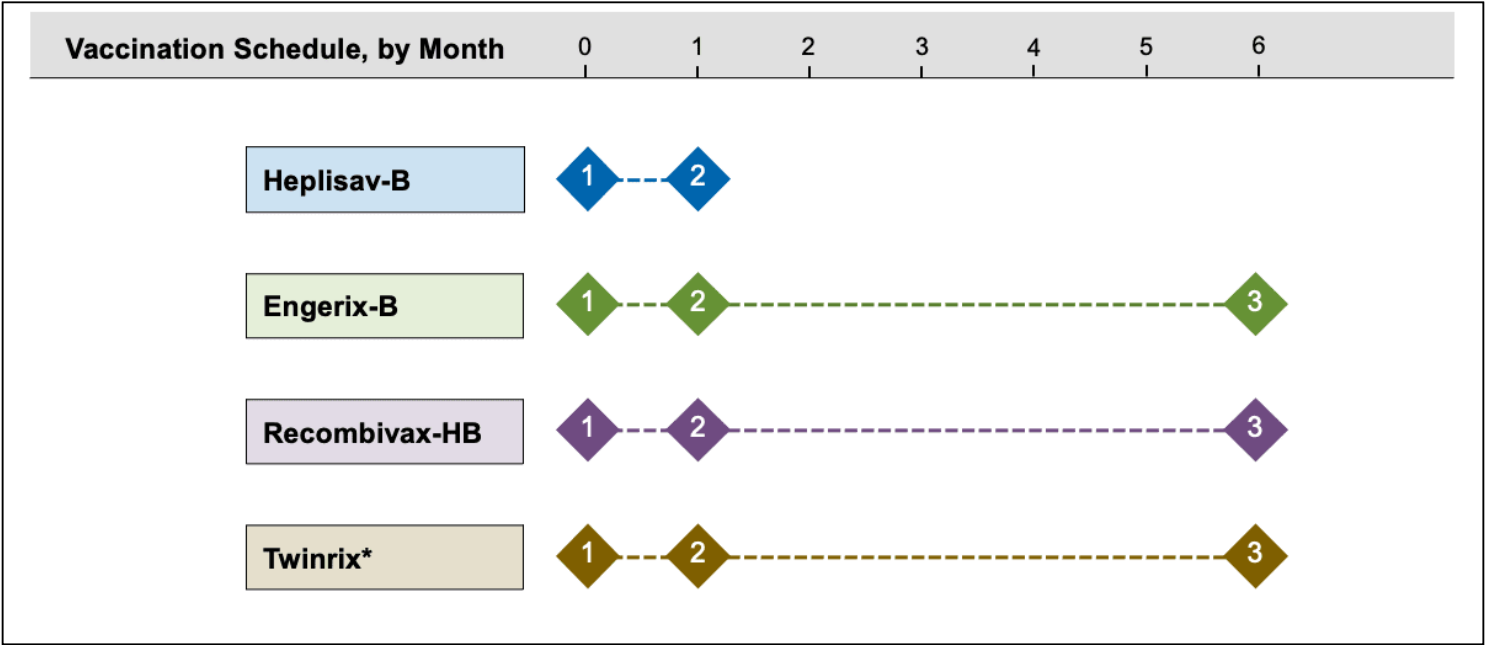 Vaccination Schedule, by Month 0 1 2 3 4 5 6
Heplisav-B 1 2
Engerix-B 1 2 3
Recombivax-HB 1 2 3
Twinrix* 1 2 3